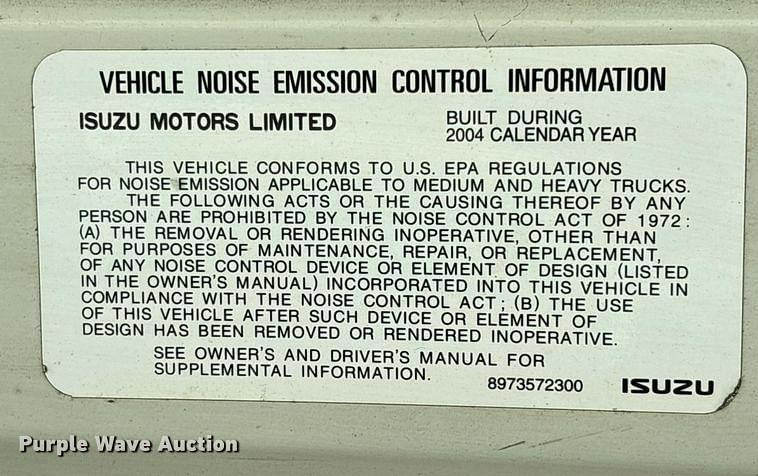 VEHICLE NOISE EMISSION CONTROL INFORMATION
ISUZU MOTORS LIMITED
BUILT DURING
2004 CALENDAR YEAR
THIS VEHICLE CONFORMS TO U.S. EPA REGULATIONS
FOR NOISE EMISSION APPLICABLE TO MEDIUM AND HEAVY TRUCKS.
THE FOLLOWING ACTS OR THE CAUSING THEREOF BY ANY
PERSON ARE PROHIBITED BY THE NOISE CONTROL ACT OF 1972:
(A) THE REMOVAL OR RENDERING INOPERATIVE, OTHER THAN
FOR PURPOSES OF MAINTENANCE, REPAIR, OR REPLACEMENT,
OF ANY NOISE CONTROL DEVICE OR ELEMENT OF DESIGN (LISTED
IN THE OWNER'S MANUAL) INCORPORATED INTO THIS VEHICLE IN
COMPLIANCE WITH THE NOISE CONTROL ACT; (B) THE USE
OF THIS VEHICLE AFTER SUCH DEVICE OR ELEMENT OF
DESIGN HAS BEEN REMOVED OR RENDERED INOPERATIVE.
SEE OWNER'S AND DRIVER'S MANUAL FOR
SUPPLEMENTAL INFORMATION.
8973572300
ISUZU
Purple Wave Auction